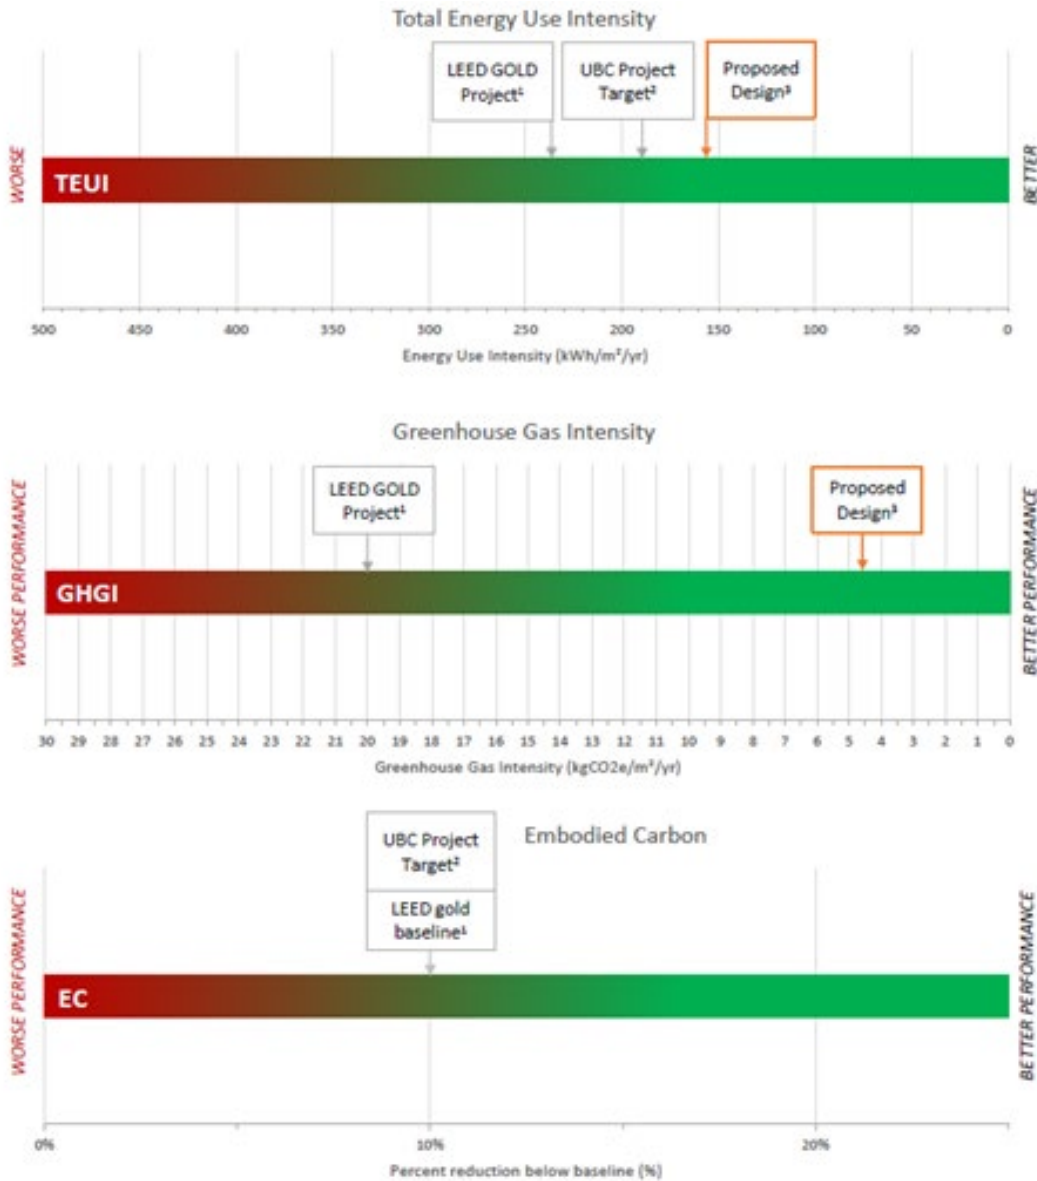 Total Energy Use Intensity
LEED GOLD
Project¹
UBC Project
Target²
Proposed
Design³
WORSE
TEUI
BETTER
500 450 400 350 300 250 200 150 100 50 0
Energy Use Intensity (kWh/m²/yr)
Greenhouse Gas Intensity
LEED GOLD
Project¹
Proposed
Design³
WORSE PERFORMANCE
GHGI
BETTER PERFORMANCE
30 29 28 27 26 25 24 23 22 21 20 19 18 17 16 15 14 13 12 11 10 9 8 7 6 5 4 3 2 1 0
Greenhouse Gas Intensity (kgCO2e/m²/yr)
Embodied Carbon
UBC Project
Target²
LEED gold
baseline¹
WORSE PERFORMANCE
EC
BETTER PERFORMANCE
0% 10% 20%
Percent reduction below baseline (%)